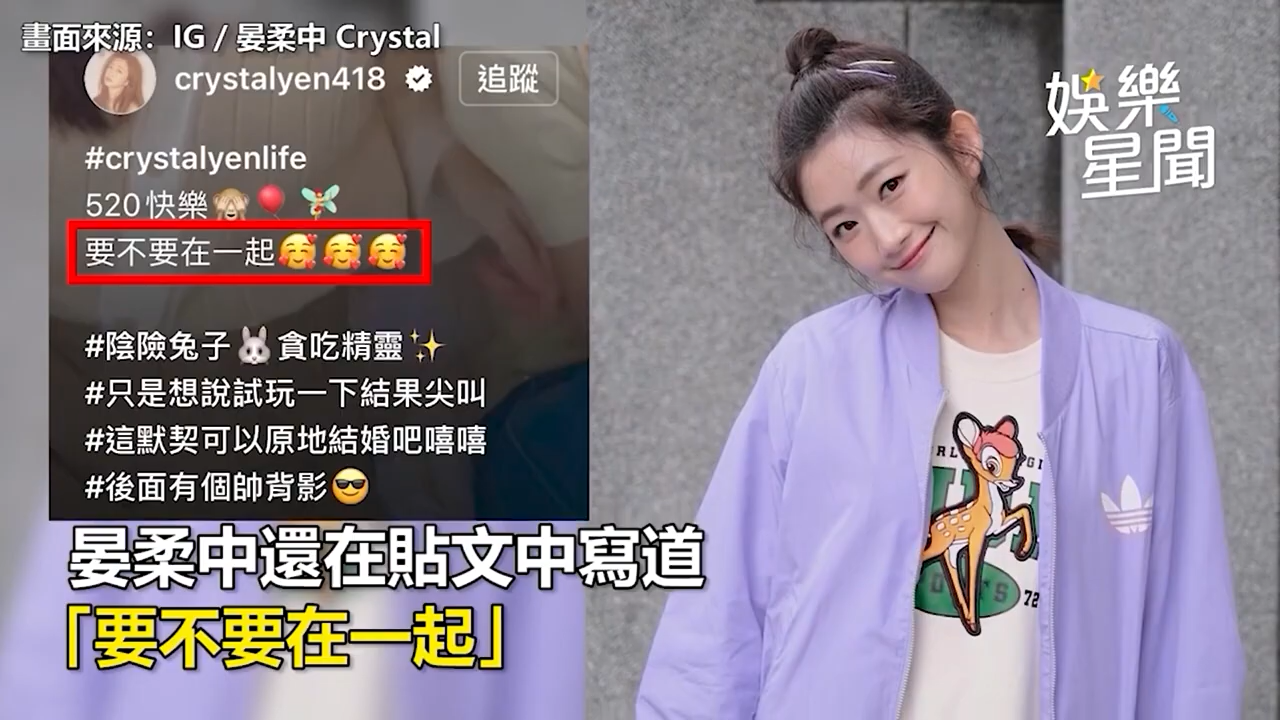 畫面來源：IG / 晏柔中 Crystal
crystalyen418
追蹤
#crystalyenlife
520快樂🙈🎈🧚
要不要在一起🥰🥰🥰
#陰險兔子🐰貪吃精靈✨
#只是想說試玩一下結果尖叫
#這默契可以原地結婚吧嘻嘻
#後面有個帥背影😎
晏柔中還在貼文中寫道
「要不要在一起」
娛樂
星聞
72